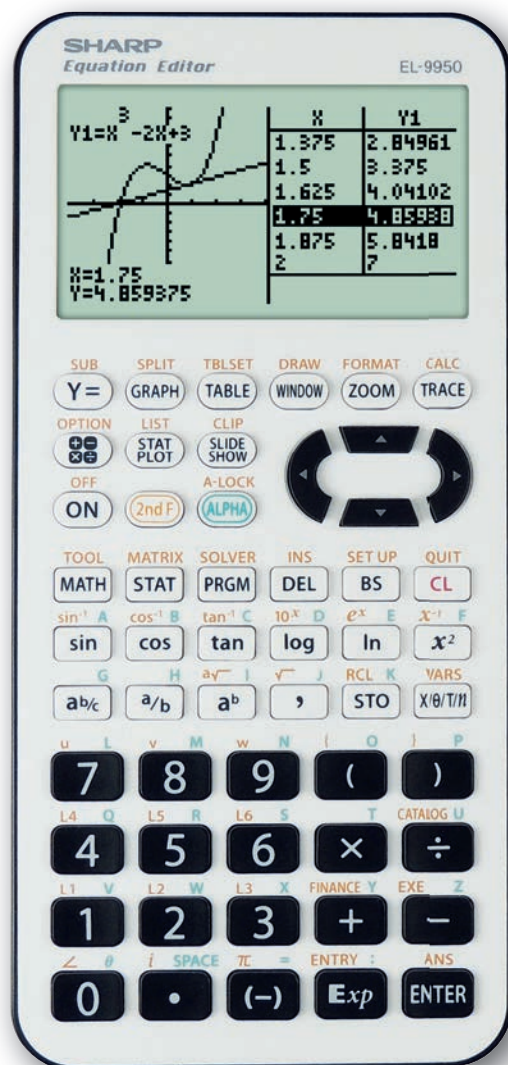 SHARP
Equation Editor EL-9950
Y1=X³-2X+3
X Y1
1.375 2.84961
1.5 3.375
1.625 4.04102
1.75 4.85938
1.875 5.8418
2 7
X=1.75
Y=4.859375
SUB SPLIT TBLSET DRAW FORMAT CALC
Y= GRAPH TABLE WINDOW ZOOM TRACE
OPTION LIST CLIP
STAT PLOT SLIDE SHOW
OFF A-LOCK
ON 2nd F ALPHA
TOOL MATRIX SOLVER INS SET UP QUIT
MATH STAT PRGM DEL BS CL
sin⁻¹ A cos⁻¹ B tan⁻¹ C 10ˣ D eˣ E x⁻¹ F
sin cos tan log ln x²
G H a√ I √ J RCL K VARS
ab/c a/b aᵇ , STO X/θ/T/n
u L v M w N { O } P
7 8 9 ( )
L4 Q L5 R L6 S T CATALOG U
4 5 6 × ÷
L1 V L2 W L3 X FINANCE Y EXE Z
1 2 3 + −
∠ θ i SPACE π = ENTRY : ANS
0 • (−) Exp ENTER